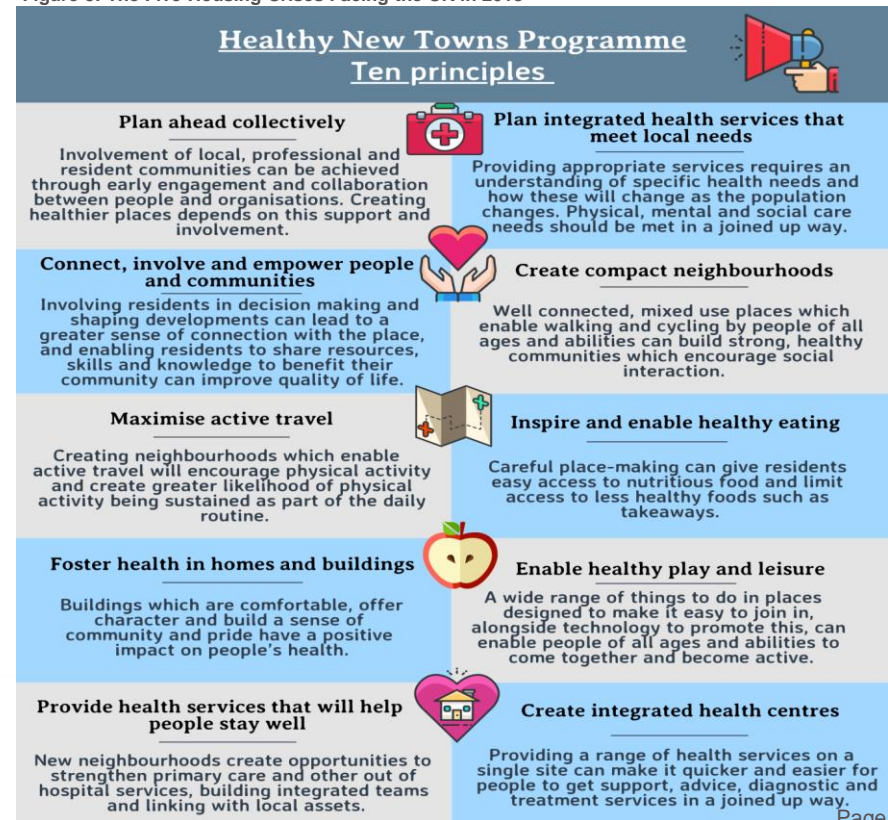 Figure 3: The Five Housing Crises Facing the UK in 2018
Healthy New Towns Programme
Ten principles
Plan ahead collectively
Involvement of local, professional and
resident communities can be achieved
through early engagement and collaboration
between people and organisations. Creating
healthier places depends on this support and
involvement.
Plan integrated health services that
meet local needs
Providing appropriate services requires an
understanding of specific health needs and
how these will change as the population
changes. Physical, mental and social care
needs should be met in a joined up way.
Connect, involve and empower people
and communities
Involving residents in decision making and
shaping developments can lead to a
greater sense of connection with the place,
and enabling residents to share resources,
skills and knowledge to benefit their
community can improve quality of life.
Create compact neighbourhoods
Well connected, mixed use places which
enable walking and cycling by people of all
ages and abilities can build strong, healthy
communities which encourage social
interaction.
Maximise active travel
Creating neighbourhoods which enable
active travel will encourage physical activity
and create greater likelihood of physical
activity being sustained as part of the daily
routine.
Inspire and enable healthy eating
Careful place-making can give residents
easy access to nutritious food and limit
access to less healthy foods such as
takeaways.
Foster health in homes and buildings
Buildings which are comfortable, offer
character and build a sense of
community and pride have a positive
impact on people's health.
Enable healthy play and leisure
A wide range of things to do in places
designed to make it easy to join in,
alongside technology to promote this, can
enable people of all ages and abilities to
come together and become active.
Provide health services that will help
people stay well
New neighbourhoods create opportunities to
strengthen primary care and other out of
hospital services, building integrated teams
and linking with local assets.
Create integrated health centres
Providing a range of health services on a
single site can make it quicker and easier for
people to get support, advice, diagnostic and
treatment services in a joined up way.
Page